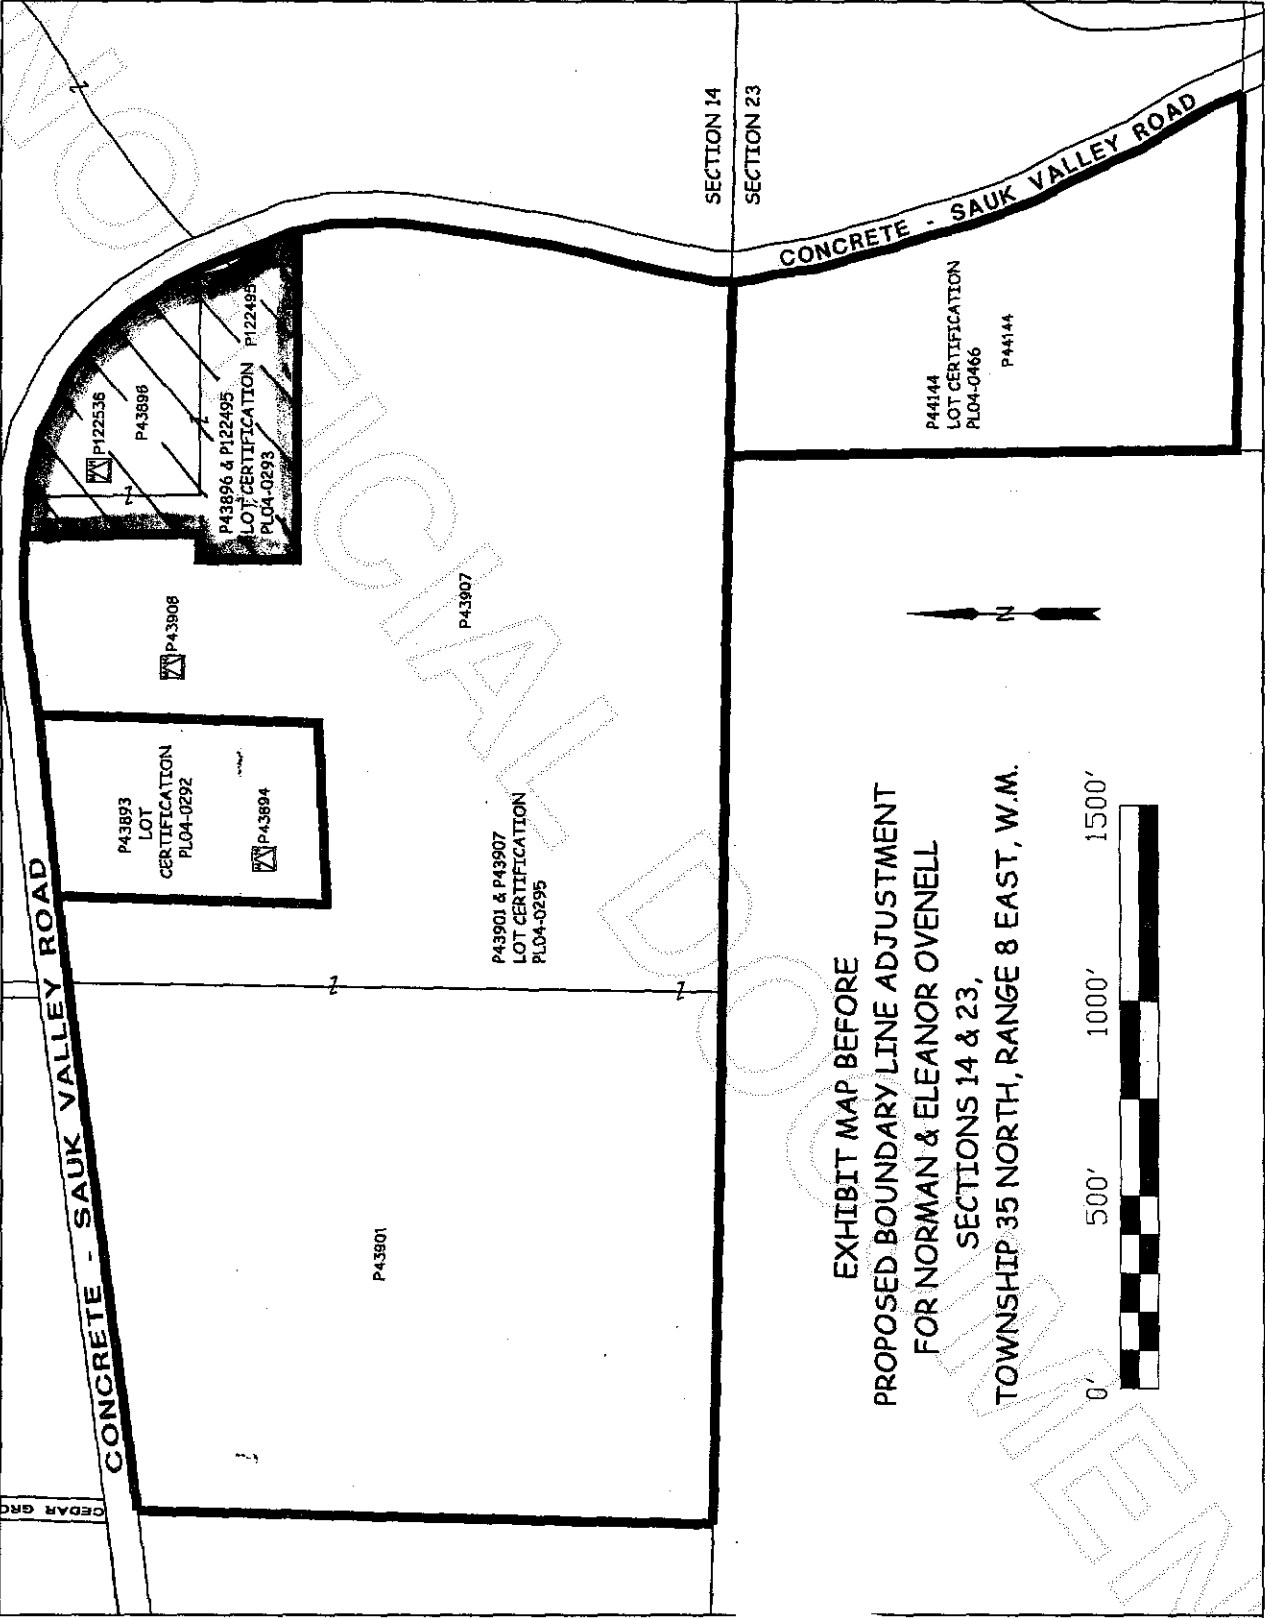 CONCRETE - SAUK VALLEY ROAD
CEDAR GRO
P43893
LOT
CERTIFICATION
PL04-0292
P43894
P43908
P122536
P43896
P43896 & P122495
LOT CERTIFICATION
PL04-0293
P122495
P43907
P43901 & P43907
LOT CERTIFICATION
PL04-0295
P43901
SECTION 14
SECTION 23
CONCRETE - SAUK VALLEY ROAD
P44144
LOT CERTIFICATION
PL04-0466
P44144
N
EXHIBIT MAP BEFORE
PROPOSED BOUNDARY LINE ADJUSTMENT
FOR NORMAN & ELEANOR OVENELL
SECTIONS 14 & 23,
TOWNSHIP 35 NORTH, RANGE 8 EAST, W.M.
0' 500' 1000' 1500'
UNOFFICIAL DOCUMENT